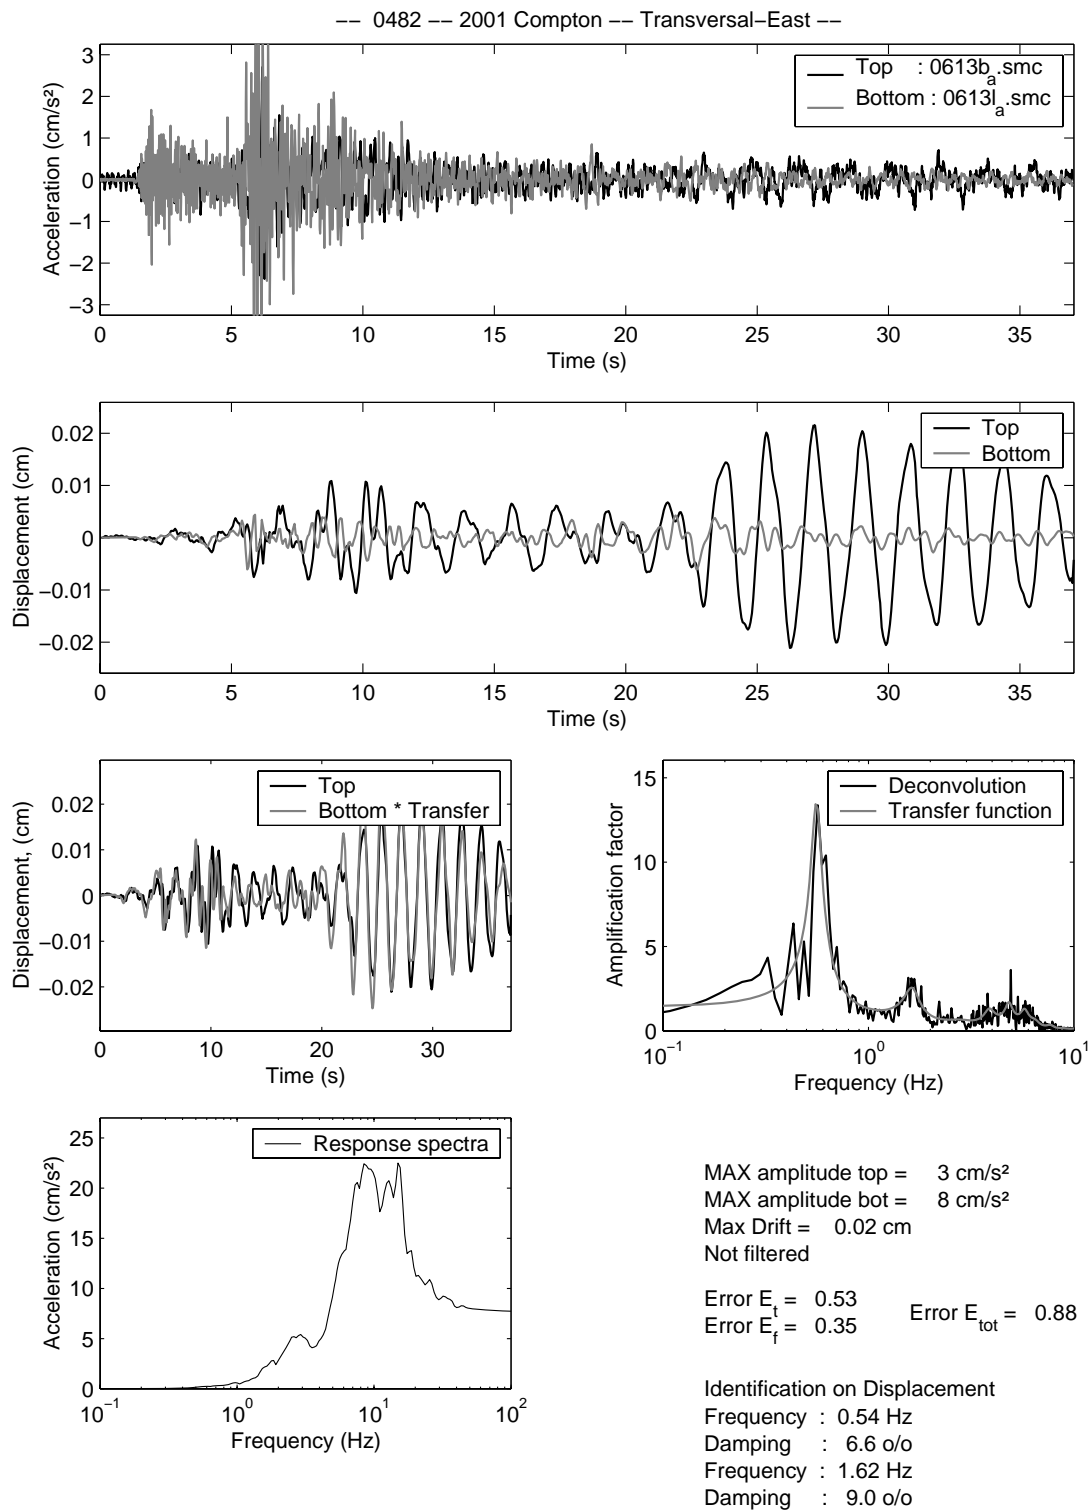 -- 0482 -- 2001 Compton -- Transversal-East --
Acceleration (cm/s²)
3
2
1
0
−1
−2
−3
Top : 0613b_a.smc
Bottom : 0613l_a.smc
0 5 10 15 20 25 30 35
Time (s)
Displacement (cm)
0.02
0.01
0
−0.01
−0.02
Top
Bottom
0 5 10 15 20 25 30 35
Time (s)
Displacement, (cm)
0.02
0.01
0
−0.01
−0.02
Top
Bottom * Transfer
0 10 20 30
Time (s)
Amplification factor
15
10
5
0
Deconvolution
Transfer function
10^-1 10^0 10^1
Frequency (Hz)
Acceleration (cm/s²)
25
20
15
10
5
0
Response spectra
10^-1 10^0 10^1 10^2
Frequency (Hz)
MAX amplitude top = 3 cm/s²
MAX amplitude bot = 8 cm/s²
Max Drift = 0.02 cm
Not filtered
Error E_t = 0.53
Error E_f = 0.35
Error E_tot = 0.88
Identification on Displacement
Frequency : 0.54 Hz
Damping : 6.6 o/o
Frequency : 1.62 Hz
Damping : 9.0 o/o